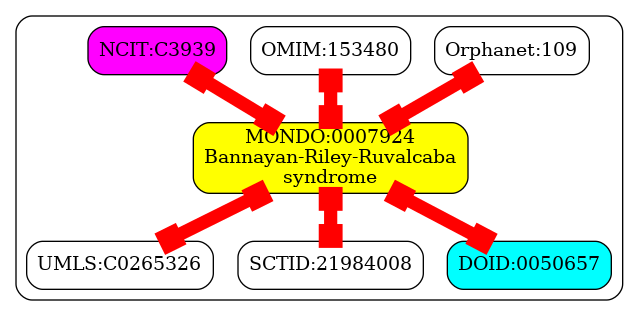 NCIT:C3939
OMIM:153480
Orphanet:109
MONDO:0007924
Bannayan-Riley-Ruvalcaba
syndrome
UMLS:C0265326
SCTID:21984008
DOID:0050657